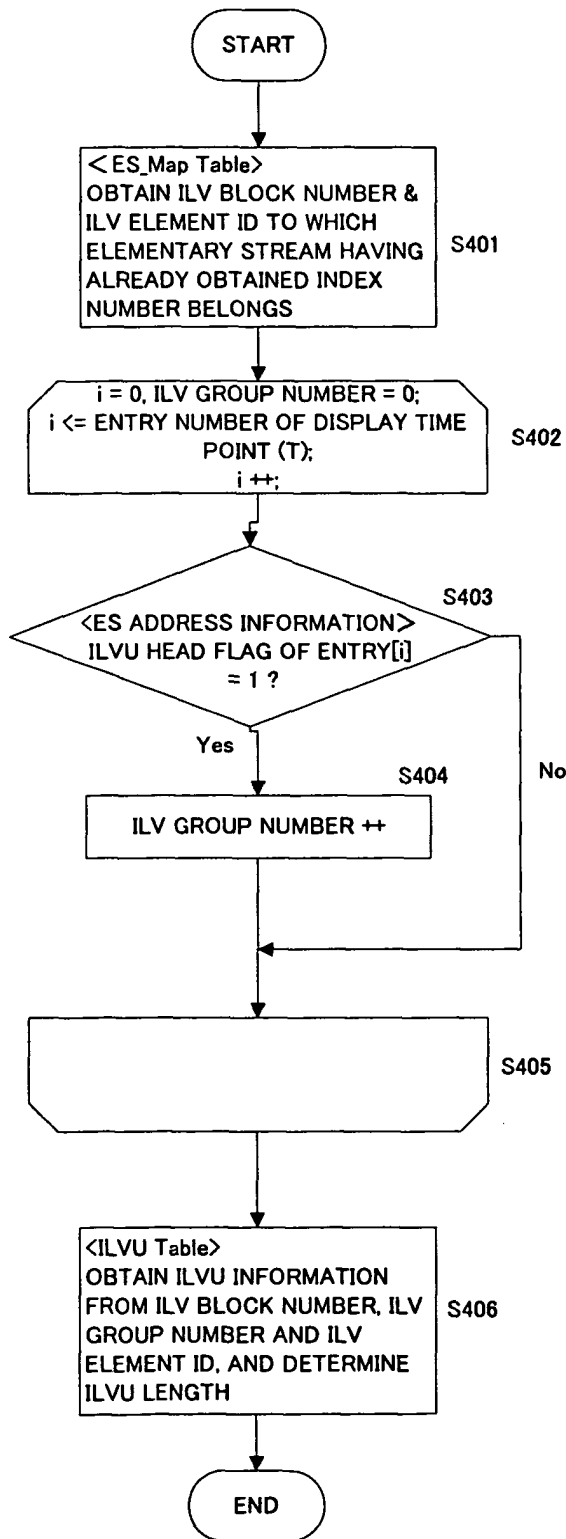 START
<ES_Map Table>
OBTAIN ILV BLOCK NUMBER &
ILV ELEMENT ID TO WHICH
ELEMENTARY STREAM HAVING
ALREADY OBTAINED INDEX
NUMBER BELONGS
S401
i = 0, ILV GROUP NUMBER = 0;
i <= ENTRY NUMBER OF DISPLAY TIME
POINT (T);
i ++;
S402
S403
<ES ADDRESS INFORMATION>
ILVU HEAD FLAG OF ENTRY[i]
= 1 ?
Yes
No
S404
ILV GROUP NUMBER ++
S405
<ILVU Table>
OBTAIN ILVU INFORMATION
FROM ILV BLOCK NUMBER, ILV
GROUP NUMBER AND ILV
ELEMENT ID, AND DETERMINE
ILVU LENGTH
S406
END